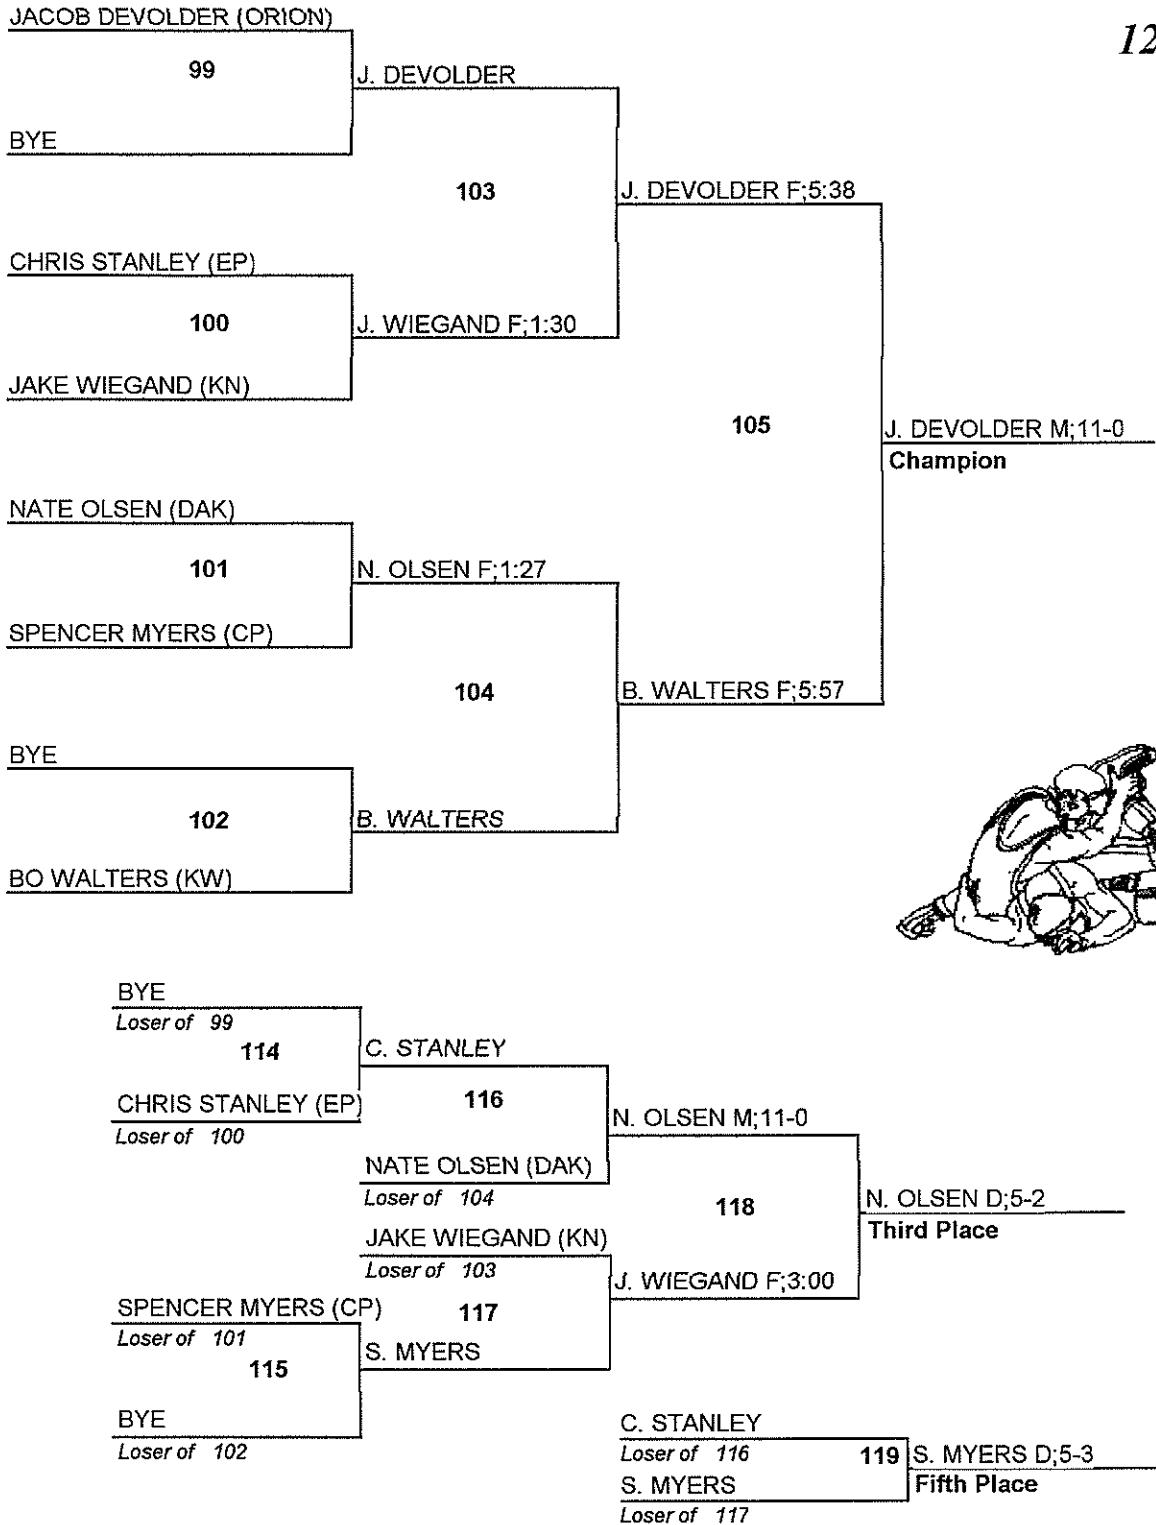 JACOB DEVOLDER (ORION)
12
99
J. DEVOLDER
BYE
103
J. DEVOLDER F;5:38
CHRIS STANLEY (EP)
100
J. WIEGAND F;1:30
JAKE WIEGAND (KN)
105
J. DEVOLDER M;11-0
Champion
NATE OLSEN (DAK)
101
N. OLSEN F;1:27
SPENCER MYERS (CP)
104
B. WALTERS F;5:57
BYE
102
B. WALTERS
BO WALTERS (KW)
BYE
Loser of 99
114
C. STANLEY
CHRIS STANLEY (EP)
Loser of 100
116
N. OLSEN M;11-0
NATE OLSEN (DAK)
Loser of 104
118
N. OLSEN D;5-2
Third Place
JAKE WIEGAND (KN)
Loser of 103
J. WIEGAND F;3:00
SPENCER MYERS (CP)
Loser of 101
117
115
S. MYERS
BYE
Loser of 102
C. STANLEY
Loser of 116
119
S. MYERS D;5-3
Fifth Place
S. MYERS
Loser of 117